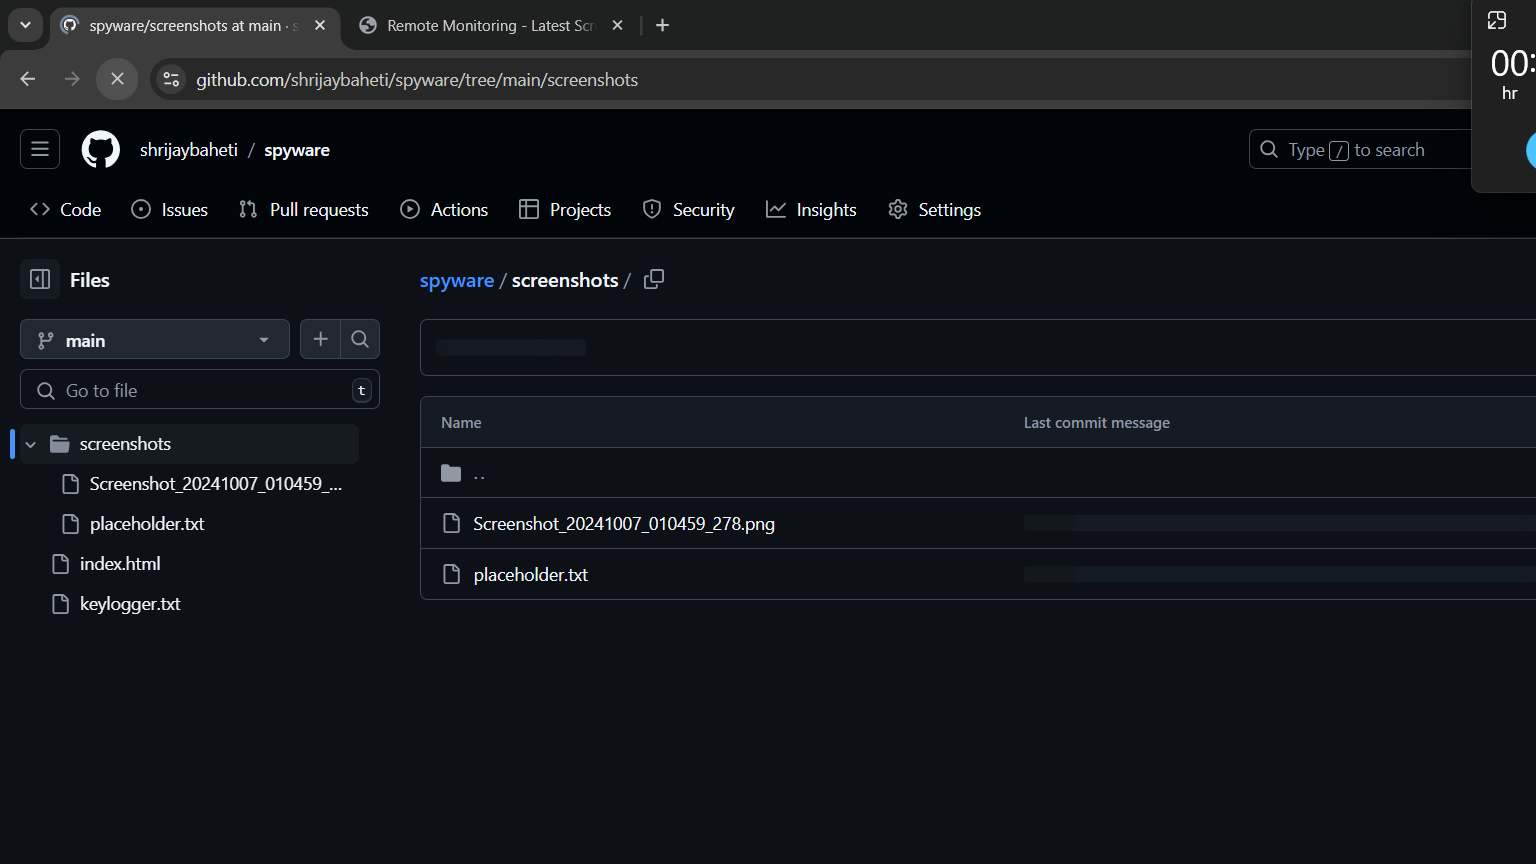 spyware/screenshots at main · s
Remote Monitoring - Latest Scr
github.com/shrijaybaheti/spyware/tree/main/screenshots
00:
hr
shrijaybaheti / spyware
Type / to search
Code Issues Pull requests Actions Projects Security Insights Settings
Files
spyware / screenshots /
main
Go to file t
screenshots
Screenshot_20241007_010459_...
placeholder.txt
index.html
keylogger.txt
Name Last commit message
..
Screenshot_20241007_010459_278.png
placeholder.txt